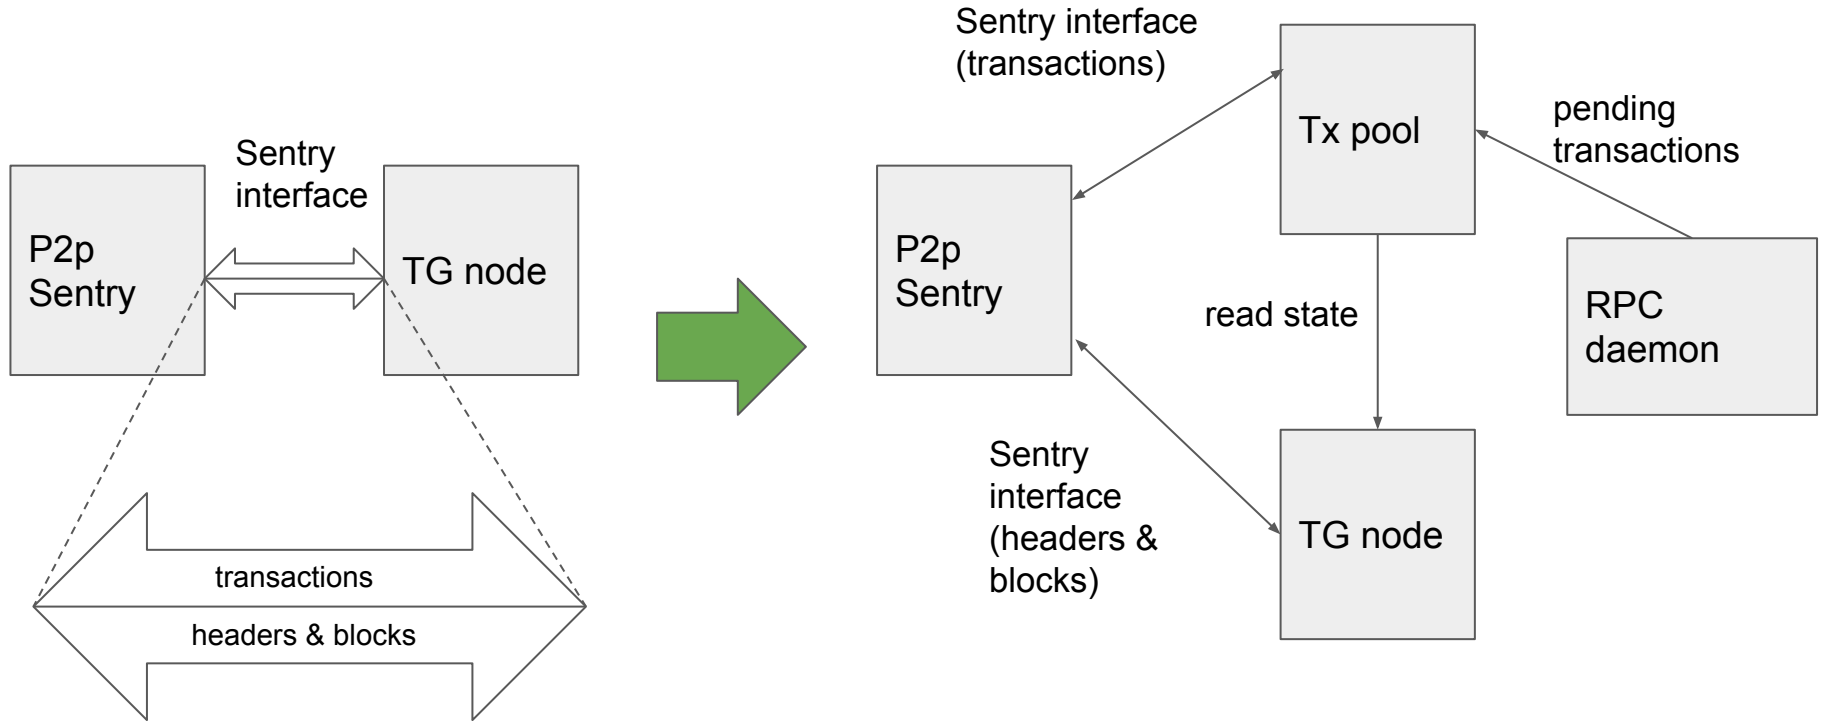 Sentry
interface
P2p
Sentry
TG node
transactions
headers & blocks
Sentry interface
(transactions)
Tx pool
pending
transactions
P2p
Sentry
read state
RPC
daemon
Sentry
interface
(headers &
blocks)
TG node